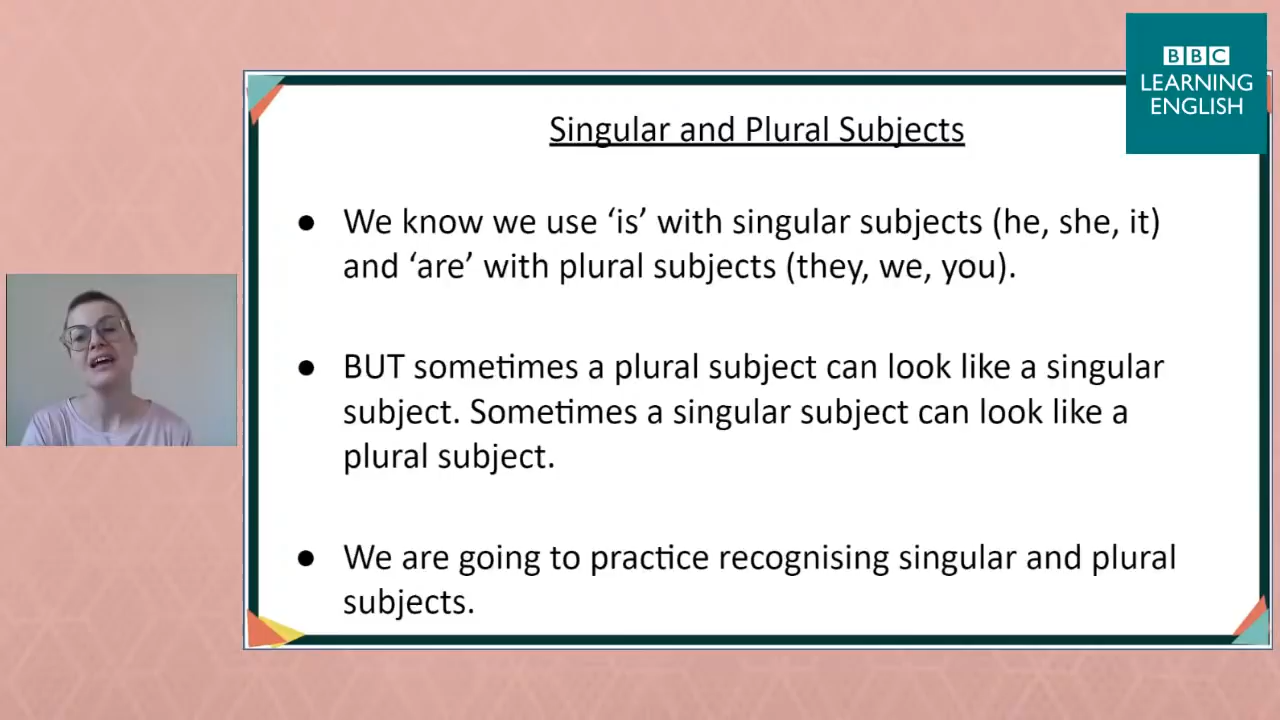 BBC
LEARNING
ENGLISH
Singular and Plural Subjects
● We know we use ‘is’ with singular subjects (he, she, it)
and ‘are’ with plural subjects (they, we, you).
● BUT sometimes a plural subject can look like a singular
subject. Sometimes a singular subject can look like a
plural subject.
● We are going to practice recognising singular and plural
subjects.